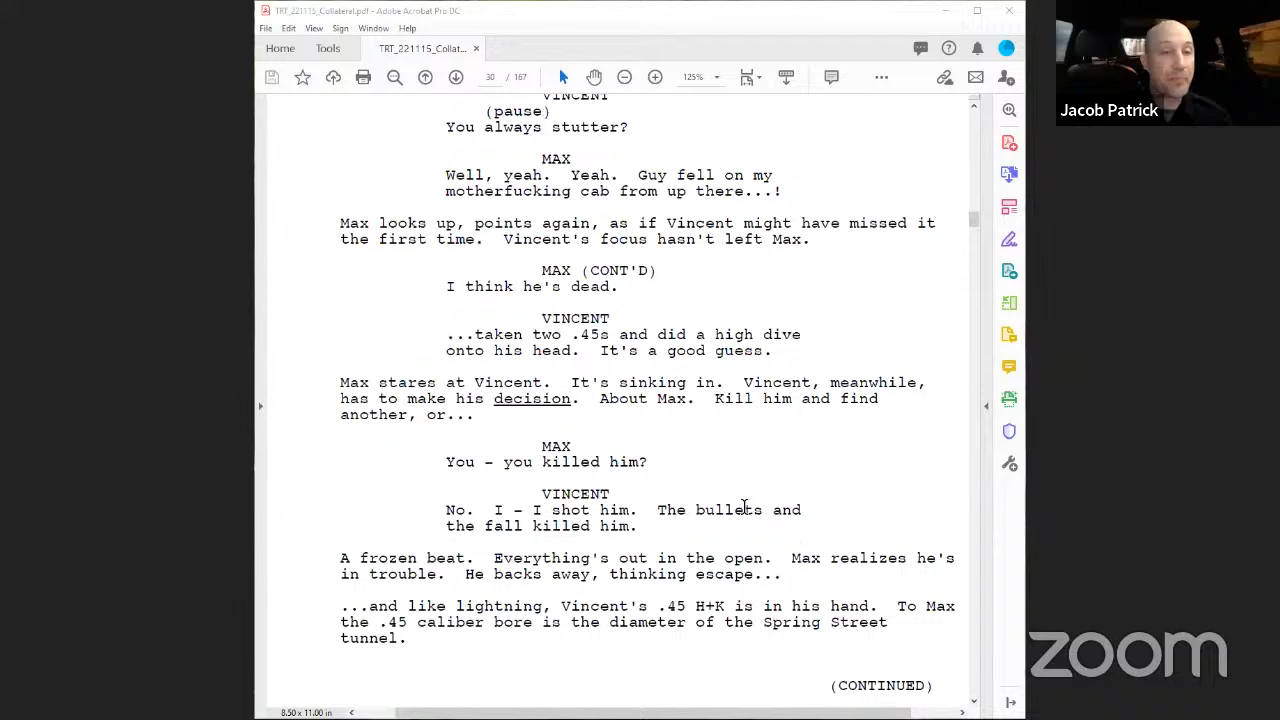 TRT_221115_Collateral.pdf - Adobe Acrobat Pro DC
File Edit View Sign Window Help
Home Tools TRT_221115_Collat... ×
30 / 167 125%
VINCENT
(pause)
You always stutter?
MAX
Well, yeah. Yeah. Guy fell on my
motherfucking cab from up there...!
Max looks up, points again, as if Vincent might have missed it
the first time. Vincent's focus hasn't left Max.
MAX (CONT'D)
I think he's dead.
VINCENT
...taken two .45s and did a high dive
onto his head. It's a good guess.
Max stares at Vincent. It's sinking in. Vincent, meanwhile,
has to make his decision. About Max. Kill him and find
another, or...
MAX
You – you killed him?
VINCENT
No. I – I shot him. The bullets and
the fall killed him.
A frozen beat. Everything's out in the open. Max realizes he's
in trouble. He backs away, thinking escape...
...and like lightning, Vincent's .45 H+K is in his hand. To Max
the .45 caliber bore is the diameter of the Spring Street
tunnel.
(CONTINUED)
8.50 x 11.00 in
Jacob Patrick
zoom